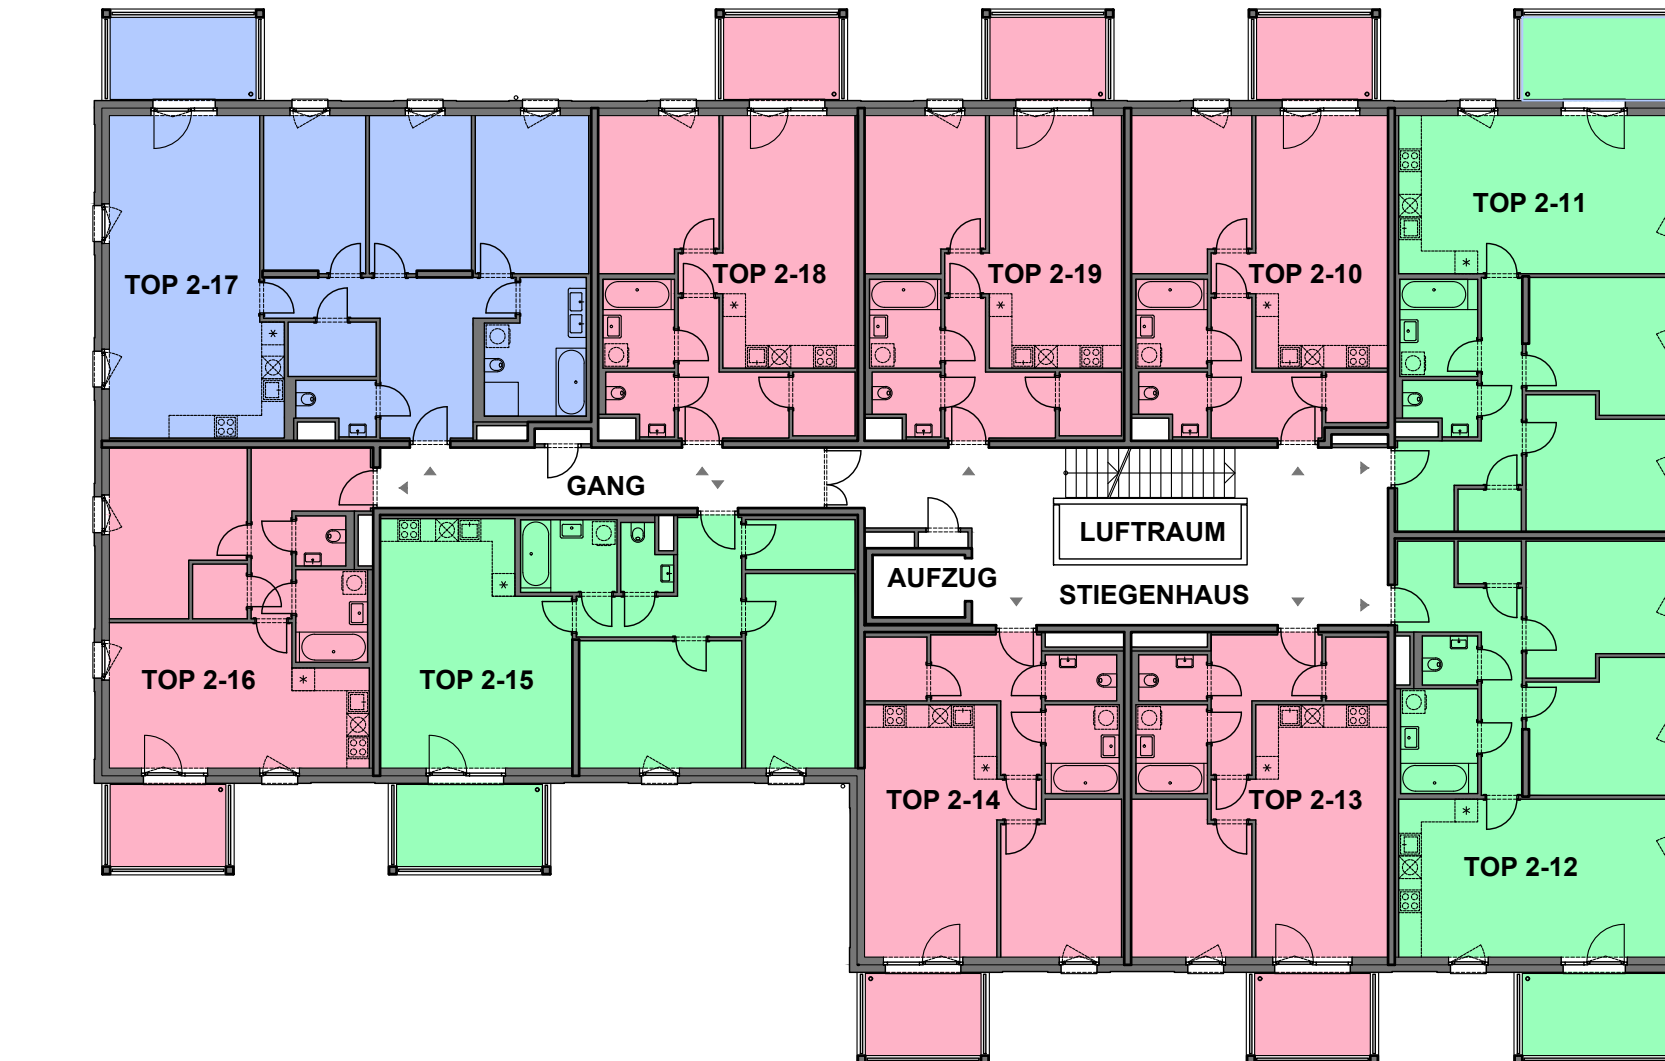 TOP 2-11
TOP 2-17
TOP 2-18
TOP 2-19
TOP 2-10
GANG
LUFTRAUM
AUFZUG
STIEGENHAUS
TOP 2-16
TOP 2-15
TOP 2-14
TOP 2-13
TOP 2-12